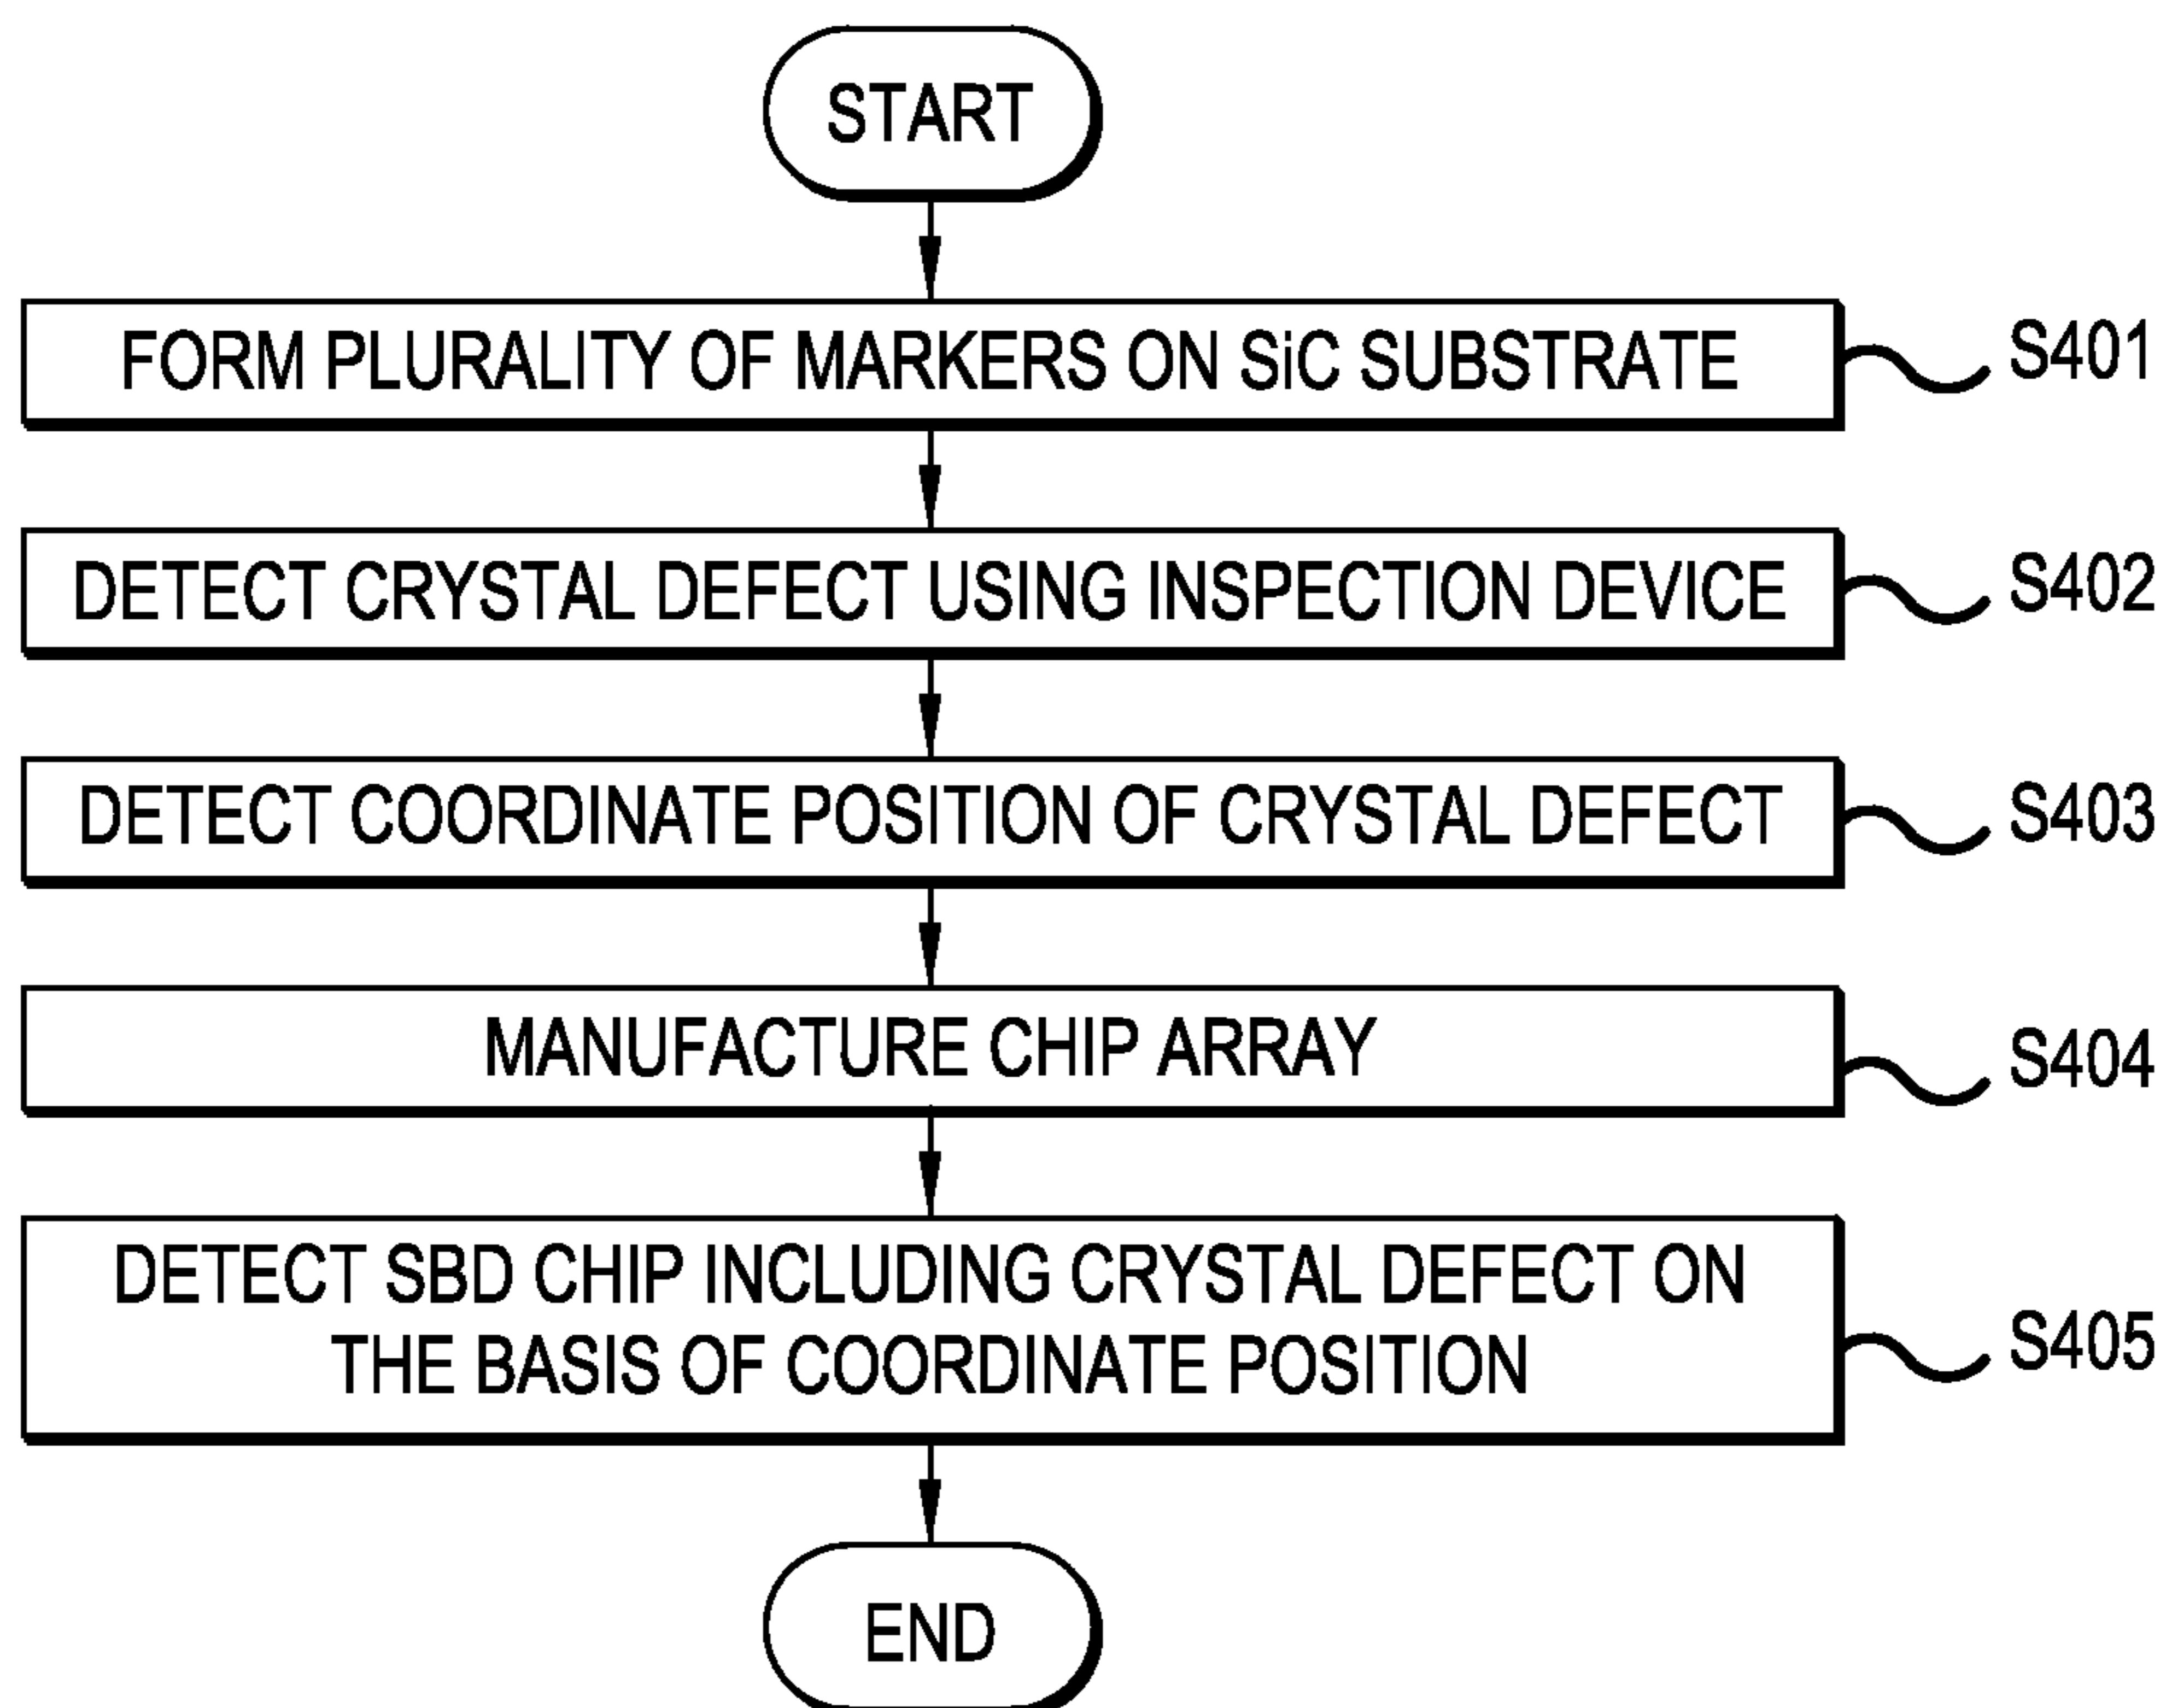 START
FORM PLURALITY OF MARKERS ON SiC SUBSTRATE
S401
DETECT CRYSTAL DEFECT USING INSPECTION DEVICE
S402
DETECT COORDINATE POSITION OF CRYSTAL DEFECT
S403
MANUFACTURE CHIP ARRAY
S404
DETECT SBD CHIP INCLUDING CRYSTAL DEFECT ON
THE BASIS OF COORDINATE POSITION
S405
END